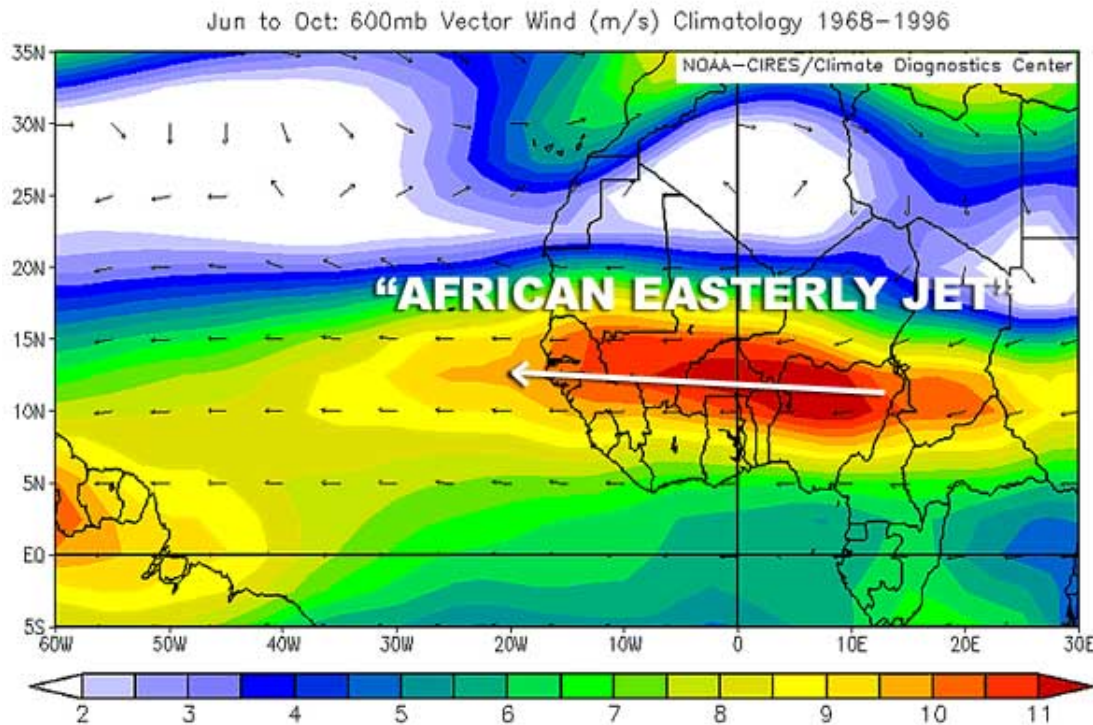 Jun to Oct: 600mb Vector Wind (m/s) Climatology 1968–1996
NOAA–CIRES/Climate Diagnostics Center
35N
30N
25N
20N
“AFRICAN EASTERLY JET”
15N
10N
5N
EQ
5S
60W 50W 40W 30W 20W 10W 0 10E 20E 30E
2 3 4 5 6 7 8 9 10 11